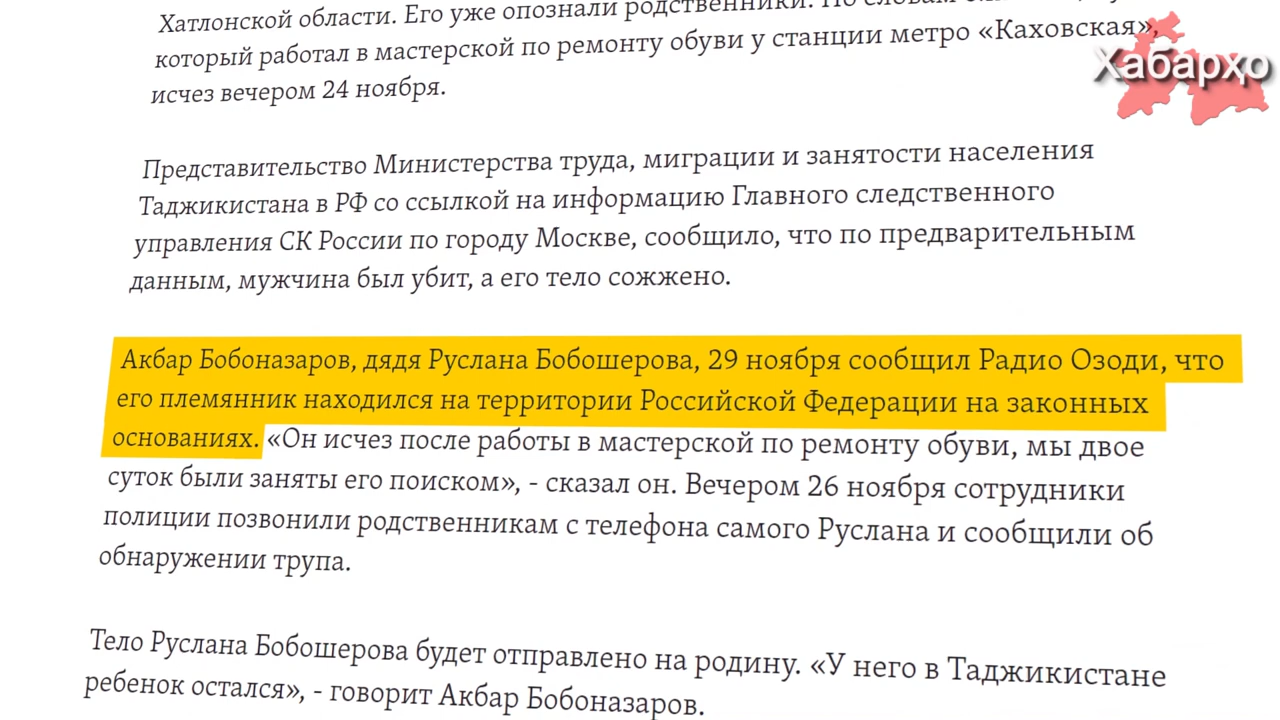 Хатлонской области. Его уже опознали родственники. По словам
который работал в мастерской по ремонту обуви у станции метро «Каховская»,
исчез вечером 24 ноября.
Хабарҳо
Представительство Министерства труда, миграции и занятости населения
Таджикистана в РФ со ссылкой на информацию Главного следственного
управления СК России по городу Москве, сообщило, что по предварительным
данным, мужчина был убит, а его тело сожжено.
Акбар Бобоназаров, дядя Руслана Бобошерова, 29 ноября сообщил Радио Озоди, что
его племянник находился на территории Российской Федерации на законных
основаниях. «Он исчез после работы в мастерской по ремонту обуви, мы двое
суток были заняты его поиском», - сказал он. Вечером 26 ноября сотрудники
полиции позвонили родственникам с телефона самого Руслана и сообщили об
обнаружении трупа.
Тело Руслана Бобошерова будет отправлено на родину. «У него в Таджикистане
ребенок остался», - говорит Акбар Бобоназаров.